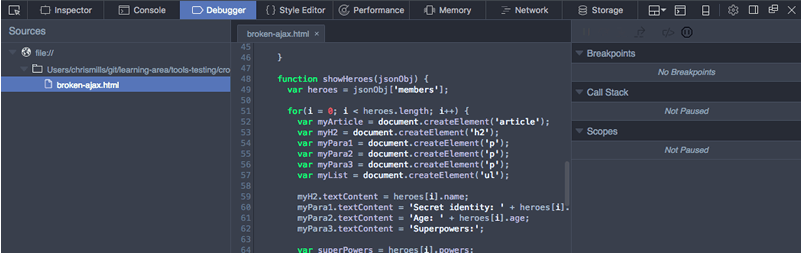 Inspector Console Debugger Style Editor Performance Memory Network Storage
Sources
file://
Users/chrismills/git/learning-area/tools-testing/cro
broken-ajax.html
broken-ajax.html ×
45
46 }
47
48 function showHeroes(jsonObj) {
49 var heroes = jsonObj['members'];
50
51 for(i = 0; i < heroes.length; i++) {
52 var myArticle = document.createElement('article');
53 var myH2 = document.createElement('h2');
54 var myPara1 = document.createElement('p');
55 var myPara2 = document.createElement('p');
56 var myPara3 = document.createElement('p');
57 var myList = document.createElement('ul');
58
59 myH2.textContent = heroes[i].name;
60 myPara1.textContent = 'Secret identity: ' + heroes[i].
61 myPara2.textContent = 'Age: ' + heroes[i].age;
62 myPara3.textContent = 'Superpowers:';
63
64 var superPowers = heroes[i].powers;
Breakpoints
No Breakpoints
Call Stack
Not Paused
Scopes
Not Paused